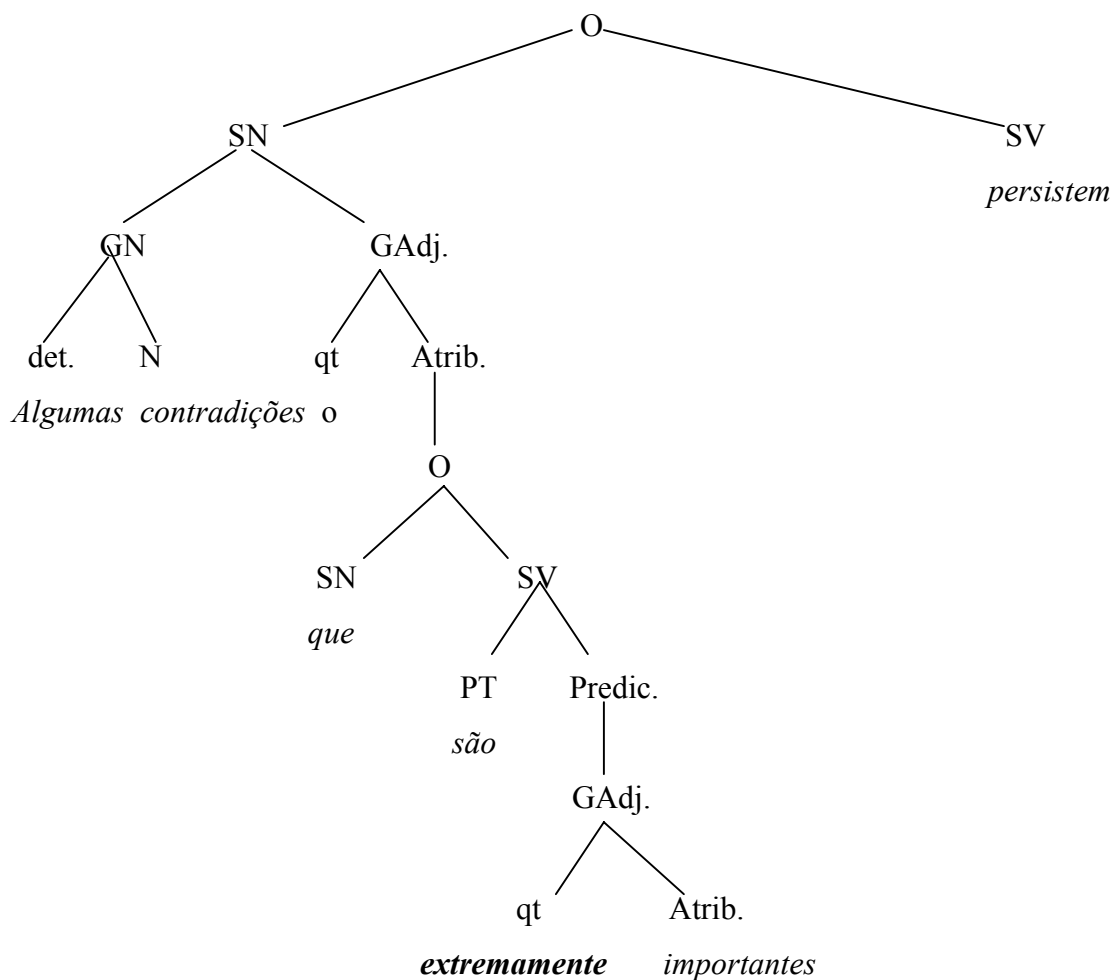 O
SN SV
persistem
GN GAdj.
det. N qt Atrib.
Algumas contradições o
O
SN SV
que
PT Predic.
são
GAdj.
qt Atrib.
extremamente importantes